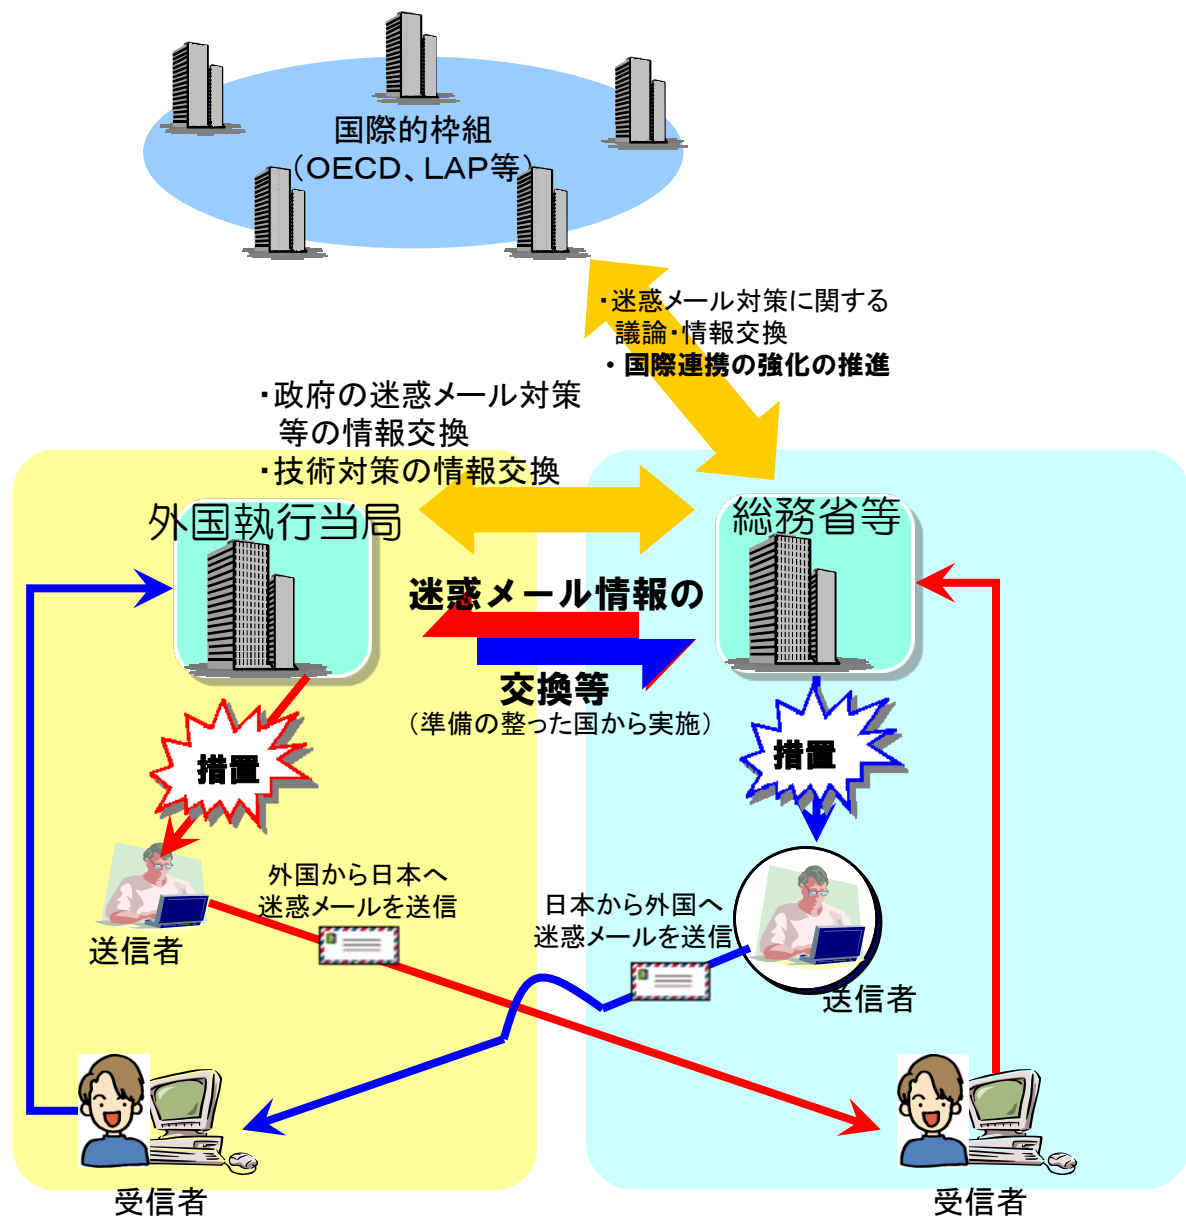 国際的枠組
（ＯＥＣＤ、ＬＡＰ等）
・迷惑メール対策に関する
議論・情報交換
・国際連携の強化の推進
・政府の迷惑メール対策
等の情報交換
・技術対策の情報交換
外国執行当局
総務省等
迷惑メール情報の
交換等
（準備の整った国から実施）
措置
措置
外国から日本へ
迷惑メールを送信
日本から外国へ
迷惑メールを送信
送信者
送信者
受信者
受信者